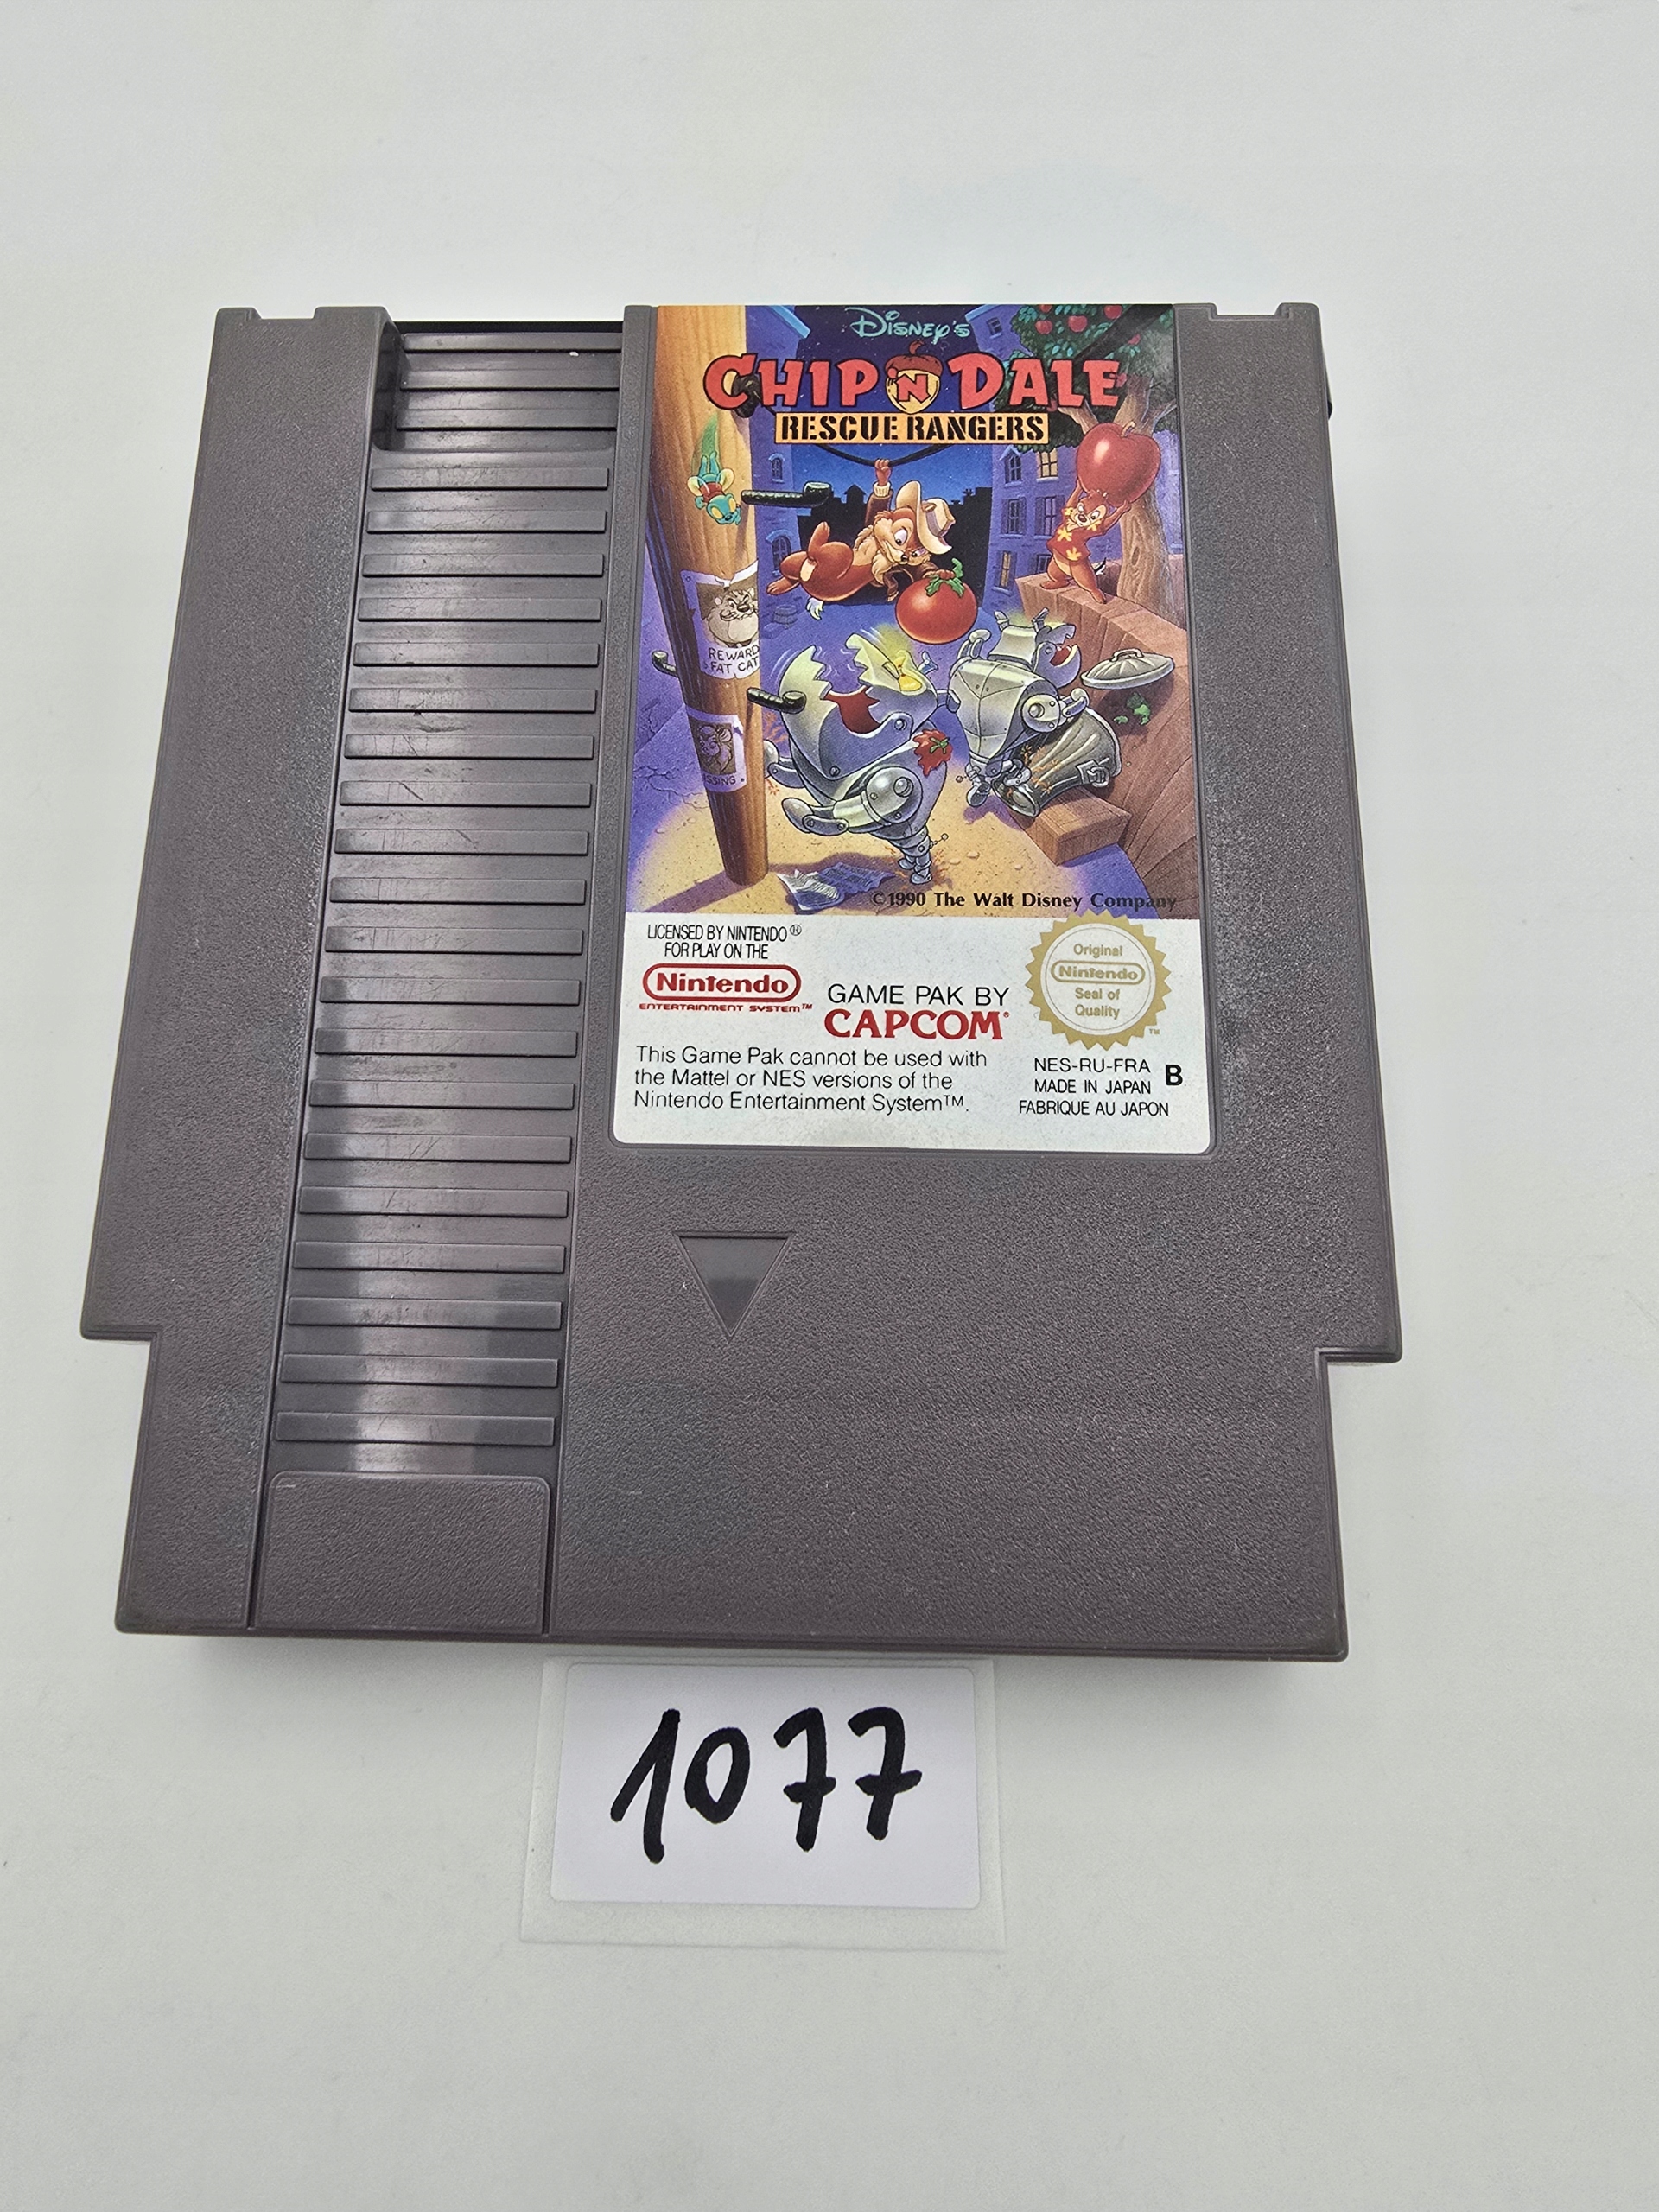 Disney's
CHIP 'N DALE
RESCUE RANGERS
REWARD
FAT CAT
©1990 The Walt Disney Company
LICENSED BY NINTENDO®
FOR PLAY ON THE
Nintendo
ENTERTAINMENT SYSTEM™
GAME PAK BY
CAPCOM®
Original
Nintendo
Seal of
Quality
™
This Game Pak cannot be used with
the Mattel or NES versions of the
Nintendo Entertainment System™.
NES-RU-FRA B
MADE IN JAPAN
FABRIQUE AU JAPON
1077